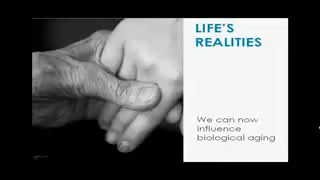 LIFE'S
REALITIES
We can now
influence
biological aging